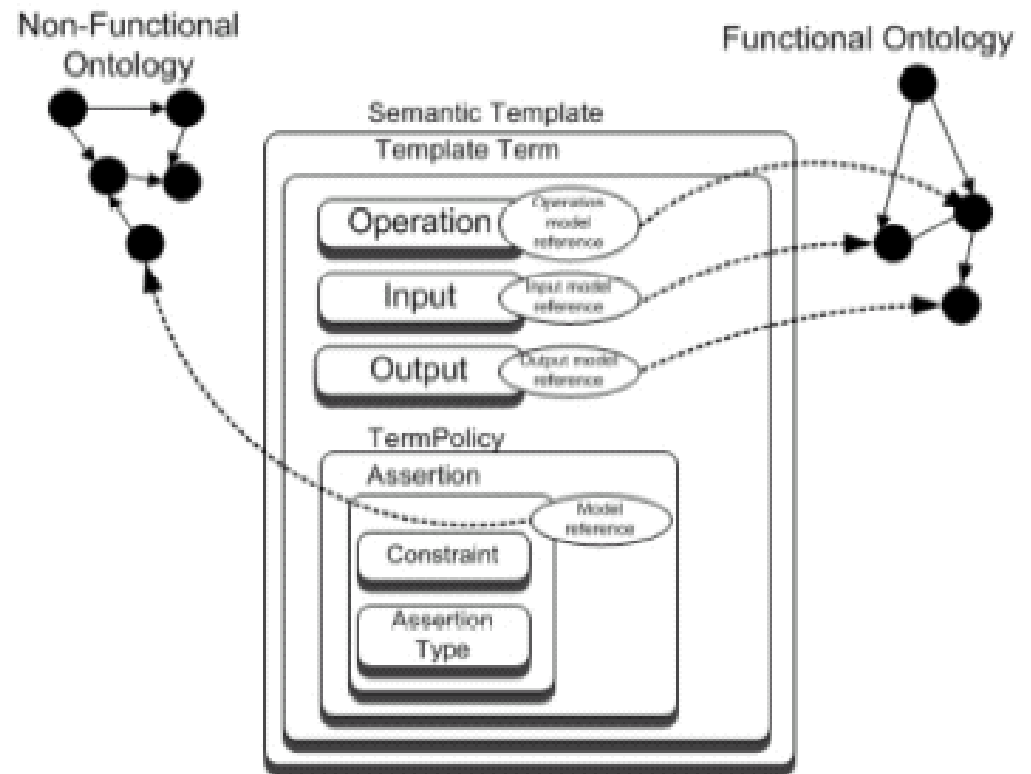 Non-Functional
Ontology
Functional Ontology
Semantic Template
Template Term
Operation
Operation
model
reference
Input
Input model
reference
Output
Output model
reference
TermPolicy
Assertion
Model
reference
Constraint
Assertion
Type